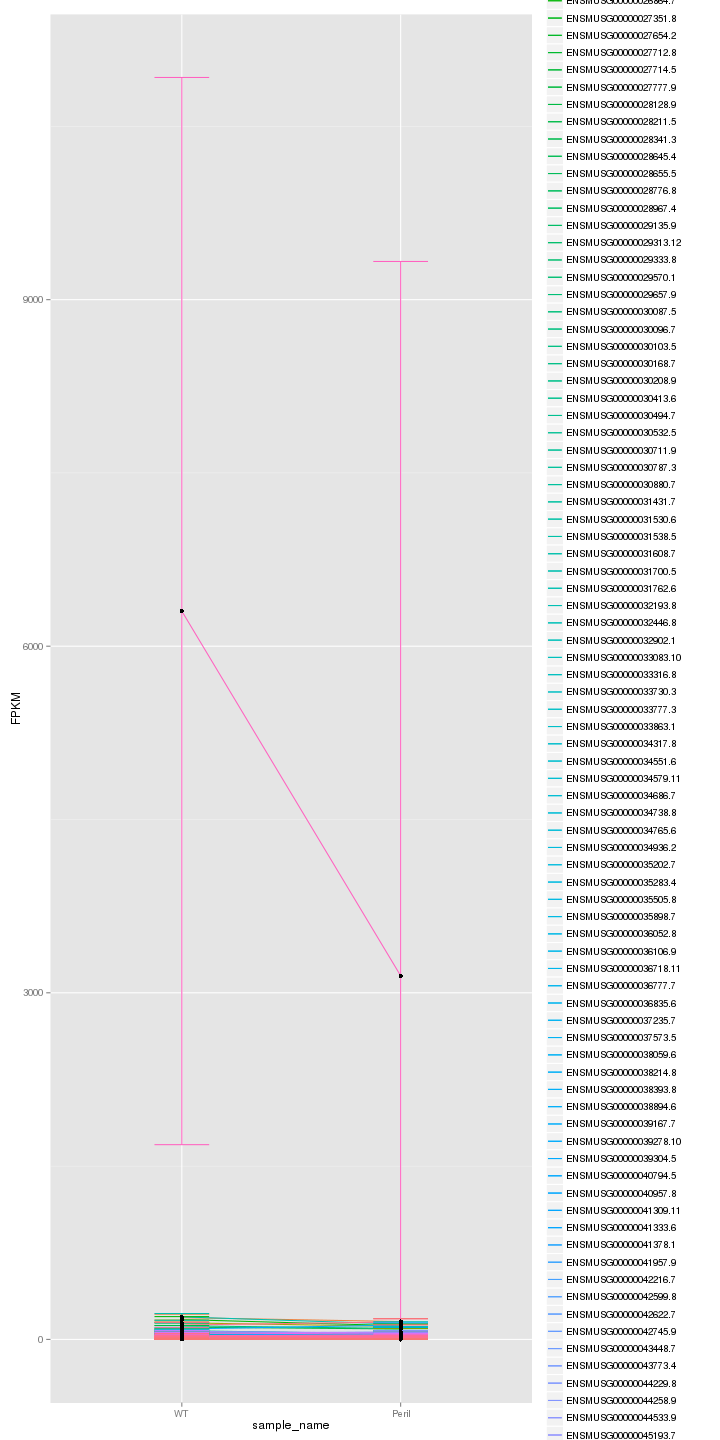 9000
6000
3000
0
FPKM
WT
Peril
sample_name
ENSMUSG00000027351.8
ENSMUSG00000027654.2
ENSMUSG00000027712.8
ENSMUSG00000027714.5
ENSMUSG00000027777.9
ENSMUSG00000028128.9
ENSMUSG00000028211.5
ENSMUSG00000028341.3
ENSMUSG00000028645.4
ENSMUSG00000028655.5
ENSMUSG00000028776.8
ENSMUSG00000028967.4
ENSMUSG00000029135.9
ENSMUSG00000029313.12
ENSMUSG00000029333.8
ENSMUSG00000029570.1
ENSMUSG00000029657.9
ENSMUSG00000030087.5
ENSMUSG00000030096.7
ENSMUSG00000030103.5
ENSMUSG00000030168.7
ENSMUSG00000030208.9
ENSMUSG00000030413.6
ENSMUSG00000030494.7
ENSMUSG00000030532.5
ENSMUSG00000030711.9
ENSMUSG00000030787.3
ENSMUSG00000030880.7
ENSMUSG00000031431.7
ENSMUSG00000031530.6
ENSMUSG00000031538.5
ENSMUSG00000031608.7
ENSMUSG00000031700.5
ENSMUSG00000031762.6
ENSMUSG00000032193.8
ENSMUSG00000032446.8
ENSMUSG00000032902.1
ENSMUSG00000033083.10
ENSMUSG00000033316.8
ENSMUSG00000033730.3
ENSMUSG00000033777.3
ENSMUSG00000033863.1
ENSMUSG00000034317.8
ENSMUSG00000034551.6
ENSMUSG00000034579.11
ENSMUSG00000034686.7
ENSMUSG00000034738.8
ENSMUSG00000034765.6
ENSMUSG00000034936.2
ENSMUSG00000035202.7
ENSMUSG00000035283.4
ENSMUSG00000035505.8
ENSMUSG00000035898.7
ENSMUSG00000036052.8
ENSMUSG00000036106.9
ENSMUSG00000036718.11
ENSMUSG00000036777.7
ENSMUSG00000036835.6
ENSMUSG00000037235.7
ENSMUSG00000037573.5
ENSMUSG00000038059.6
ENSMUSG00000038214.8
ENSMUSG00000038393.8
ENSMUSG00000038894.6
ENSMUSG00000039167.7
ENSMUSG00000039278.10
ENSMUSG00000039304.5
ENSMUSG00000040794.5
ENSMUSG00000040957.8
ENSMUSG00000041309.11
ENSMUSG00000041333.6
ENSMUSG00000041378.1
ENSMUSG00000041957.9
ENSMUSG00000042216.7
ENSMUSG00000042599.8
ENSMUSG00000042622.7
ENSMUSG00000042745.9
ENSMUSG00000043448.7
ENSMUSG00000043773.4
ENSMUSG00000044229.8
ENSMUSG00000044258.9
ENSMUSG00000044533.9
ENSMUSG00000045193.7